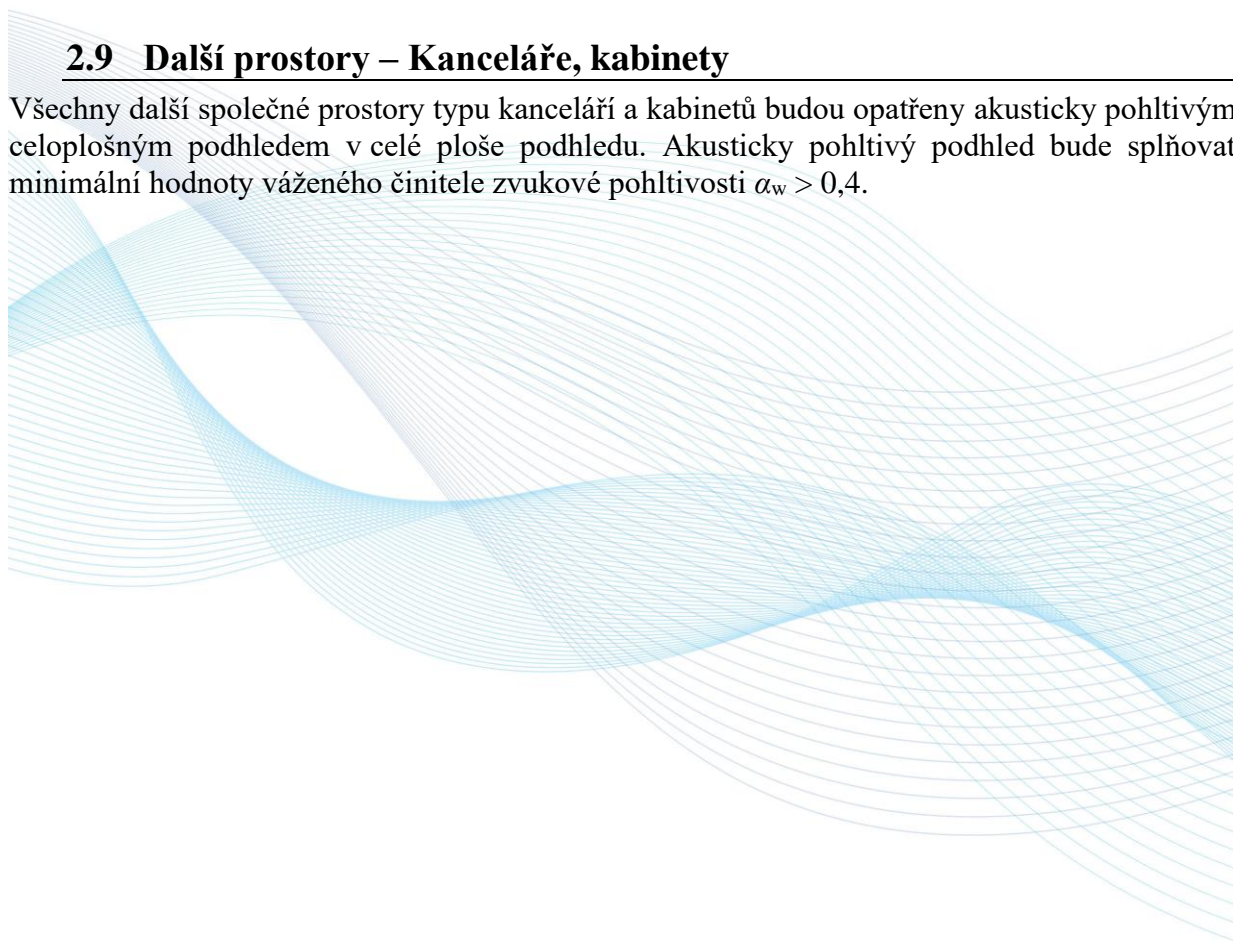 2.9 Další prostory – Kanceláře, kabinety
Všechny další společné prostory typu kanceláří a kabinetů budou opatřeny akusticky pohltivým
celoplošným podhledem v celé ploše podhledu. Akusticky pohltivý podhled bude splňovat
minimální hodnoty váženého činitele zvukové pohltivosti αw > 0,4.